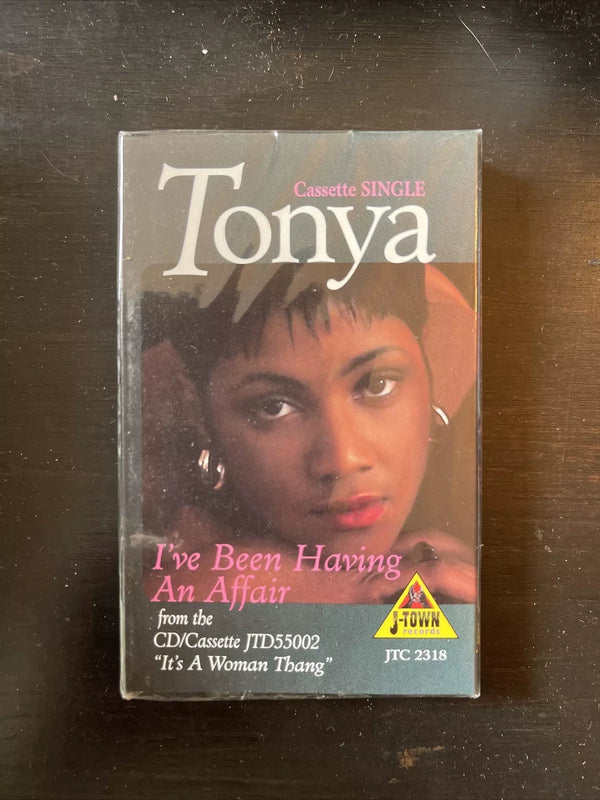 Cassette SINGLE
Tonya
I've Been Having
An Affair
from the
CD/Cassette JTD55002
"It's A Woman Thang"
J-TOWN
records
JTC 2318